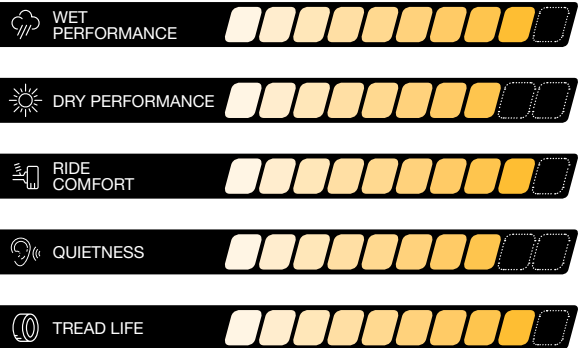 WET
PERFORMANCE
DRY PERFORMANCE
RIDE
COMFORT
QUIETNESS
TREAD LIFE